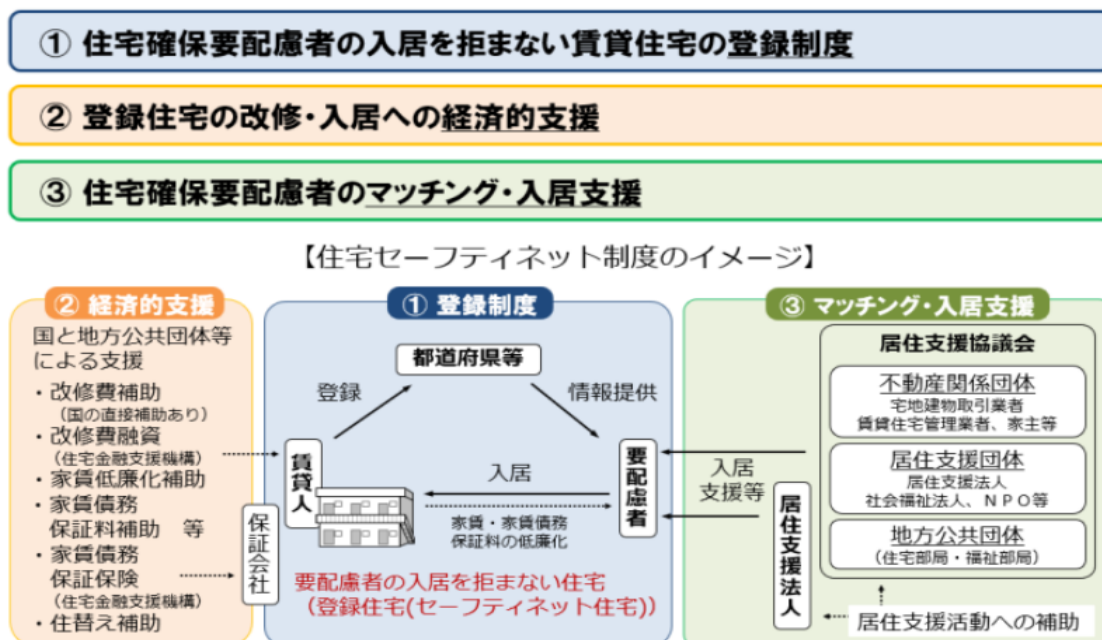 ① 住宅確保要配慮者の入居を拒まない賃貸住宅の登録制度
② 登録住宅の改修・入居への経済的支援
③ 住宅確保要配慮者のマッチング・入居支援
【住宅セーフティネット制度のイメージ】
② 経済的支援
国と地方公共団体等
による支援
・改修費補助
(国の直接補助あり)
・改修費融資
(住宅金融支援機構)
・家賃低廉化補助
・家賃債務
保証料補助 等
・家賃債務
保証保険
(住宅金融支援機構)
・住替え補助
保証会社
① 登録制度
都道府県等
登録
情報提供
賃貸人
入居
要配慮者
家賃・家賃債務
保証料の低廉化
要配慮者の入居を拒まない住宅
(登録住宅(セーフティネット住宅))
③ マッチング・入居支援
入居
支援等
居住支援法人
居住支援協議会
不動産関係団体
宅地建物取引業者
賃貸住宅管理業者、家主等
居住支援団体
居住支援法人
社会福祉法人、NPO等
地方公共団体
(住宅部局・福祉部局)
居住支援活動への補助